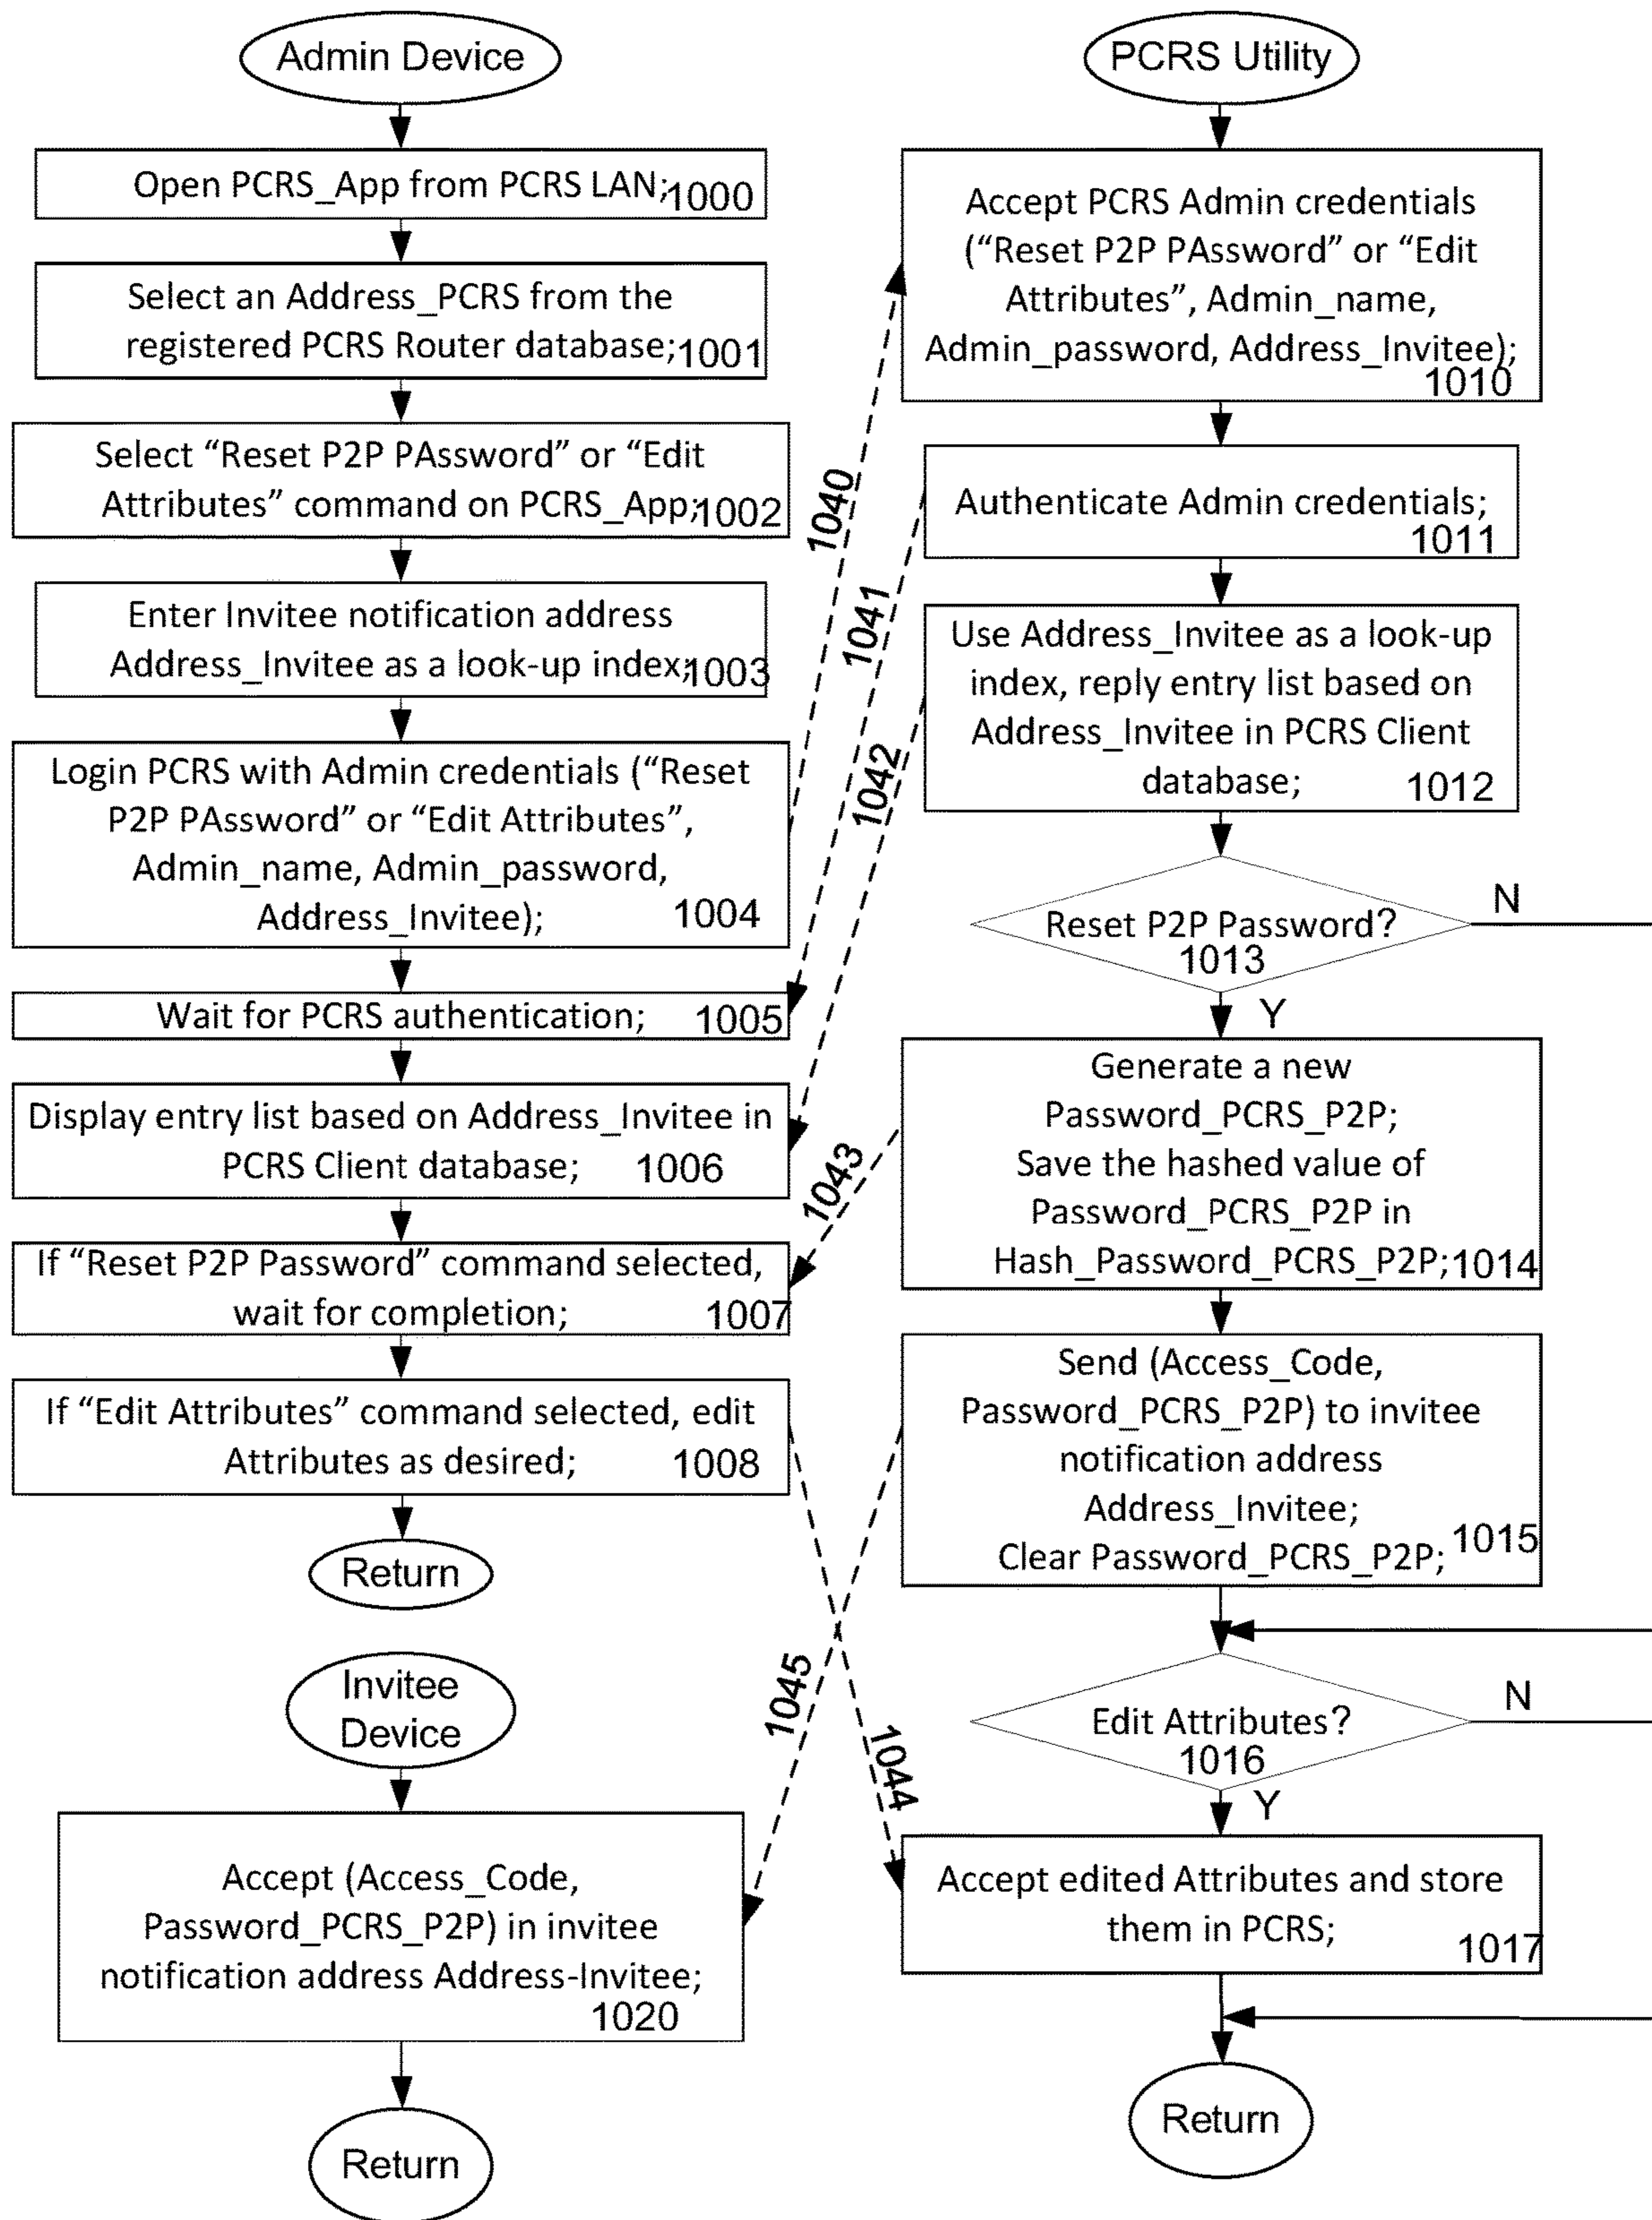 Admin Device
Open PCRS_App from PCRS LAN;1000
Select an Address_PCRS from the
registered PCRS Router database;1001
Select “Reset P2P PAssword” or “Edit
Attributes” command on PCRS_App;1002
Enter Invitee notification address
Address_Invitee as a look-up index;1003
Login PCRS with Admin credentials (“Reset
P2P PAssword” or “Edit Attributes”,
Admin_name, Admin_password,
Address_Invitee); 1004
Wait for PCRS authentication; 1005
Display entry list based on Address_Invitee in
PCRS Client database; 1006
If “Reset P2P Password” command selected,
wait for completion; 1007
If “Edit Attributes” command selected, edit
Attributes as desired; 1008
Return
Invitee
Device
Accept (Access_Code,
Password_PCRS_P2P) in invitee
notification address Address-Invitee;
1020
Return
1040
1041
1042
1043
1045
1044
PCRS Utility
Accept PCRS Admin credentials
(“Reset P2P PAssword” or “Edit
Attributes”, Admin_name,
Admin_password, Address_Invitee);
1010
Authenticate Admin credentials;
1011
Use Address_Invitee as a look-up
index, reply entry list based on
Address_Invitee in PCRS Client
database; 1012
Reset P2P Password?
1013
N
Y
Generate a new
Password_PCRS_P2P;
Save the hashed value of
Password_PCRS_P2P in
Hash_Password_PCRS_P2P;1014
Send (Access_Code,
Password_PCRS_P2P) to invitee
notification address
Address_Invitee;
Clear Password_PCRS_P2P; 1015
Edit Attributes?
1016
N
Y
Accept edited Attributes and store
them in PCRS;
1017
Return